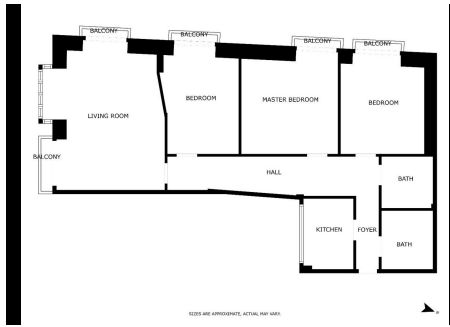 BALCONY
BALCONY
BALCONY
BALCONY
BEDROOM
MASTER BEDROOM
BEDROOM
LIVING ROOM
BALCONY
HALL
BATH
KITCHEN
FOYER
BATH
SIZES ARE APPROXIMATE, ACTUAL MAY VARY.